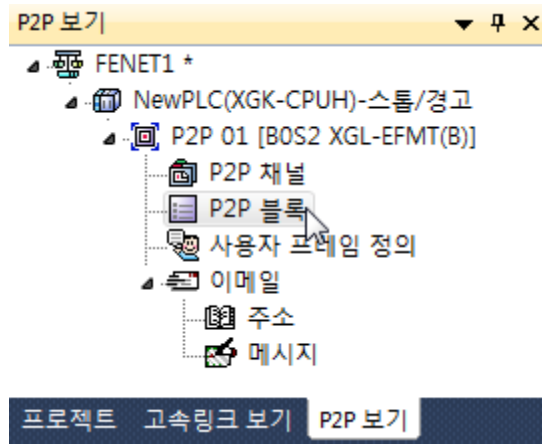 P2P 보기
FENET1 *
NewPLC(XGK-CPUH)-스톱/경고
P2P 01 [B0S2 XGL-EFMT(B)]
P2P 채널
P2P 블록
사용자 프레임 정의
이메일
주소
메시지
프로젝트 고속링크 보기 P2P 보기